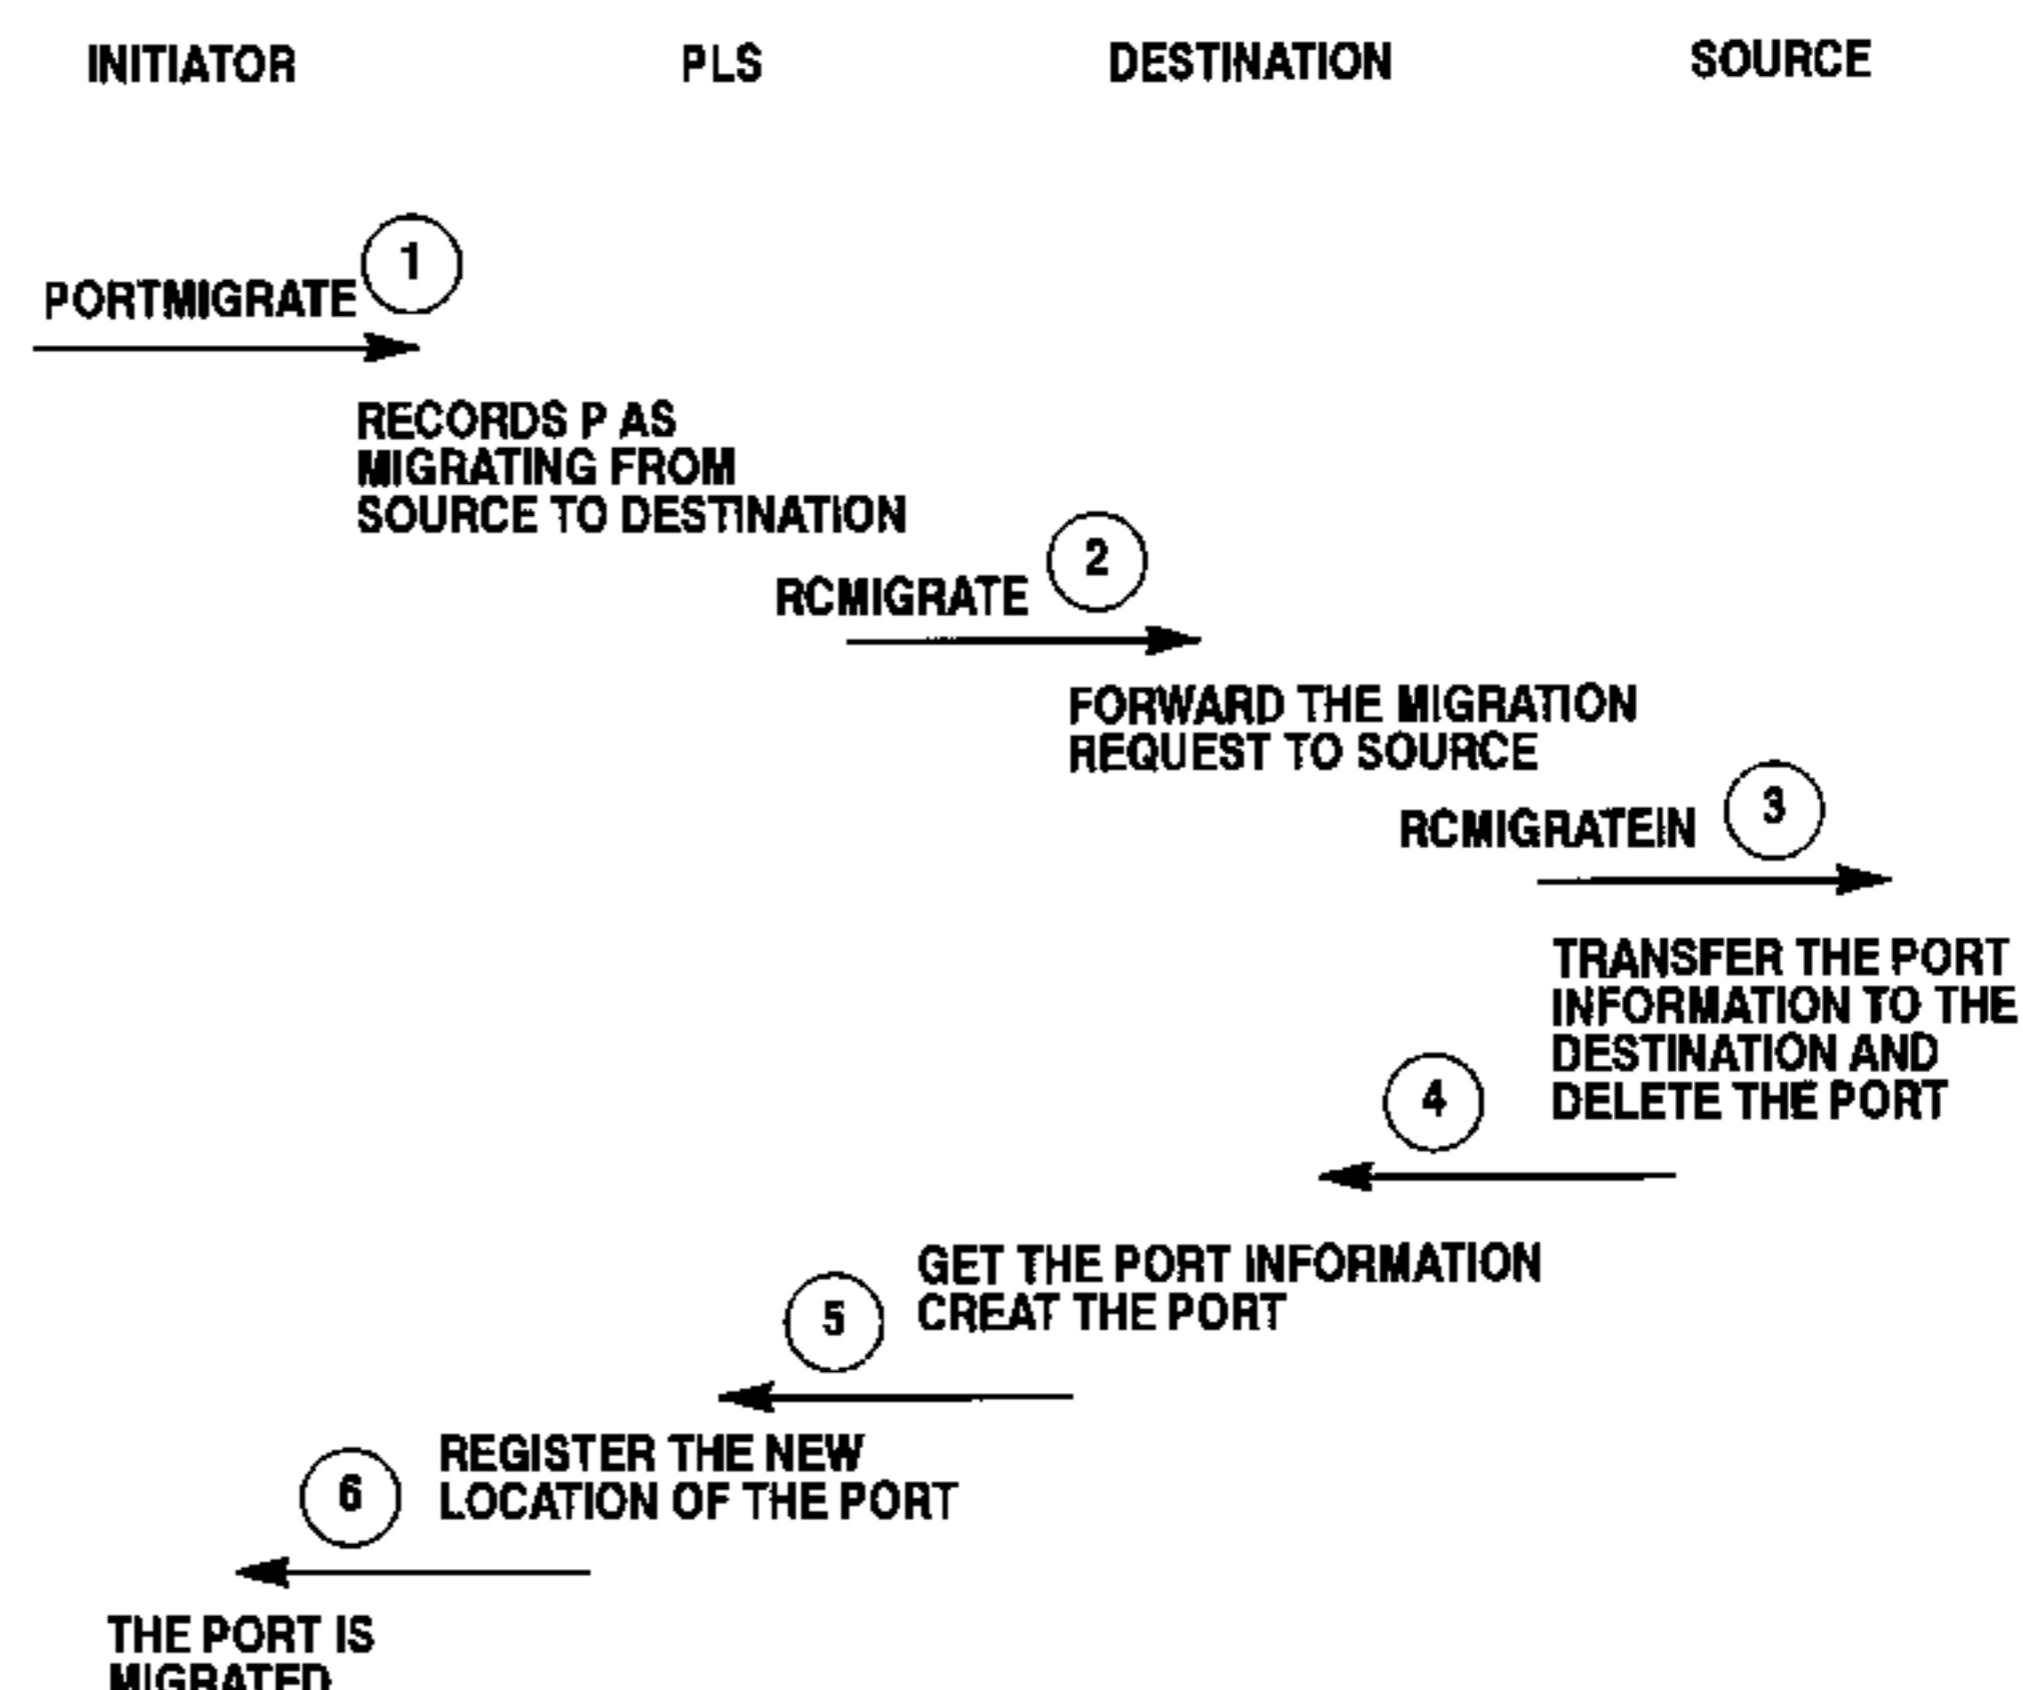 INITIATOR PLS DESTINATION SOURCE
1
PORTMIGRATE
RECORDS P AS
MIGRATING FROM
SOURCE TO DESTINATION
2
RCMIGRATE
FORWARD THE MIGRATION
REQUEST TO SOURCE
3
RCMIGRATEIN
TRANSFER THE PORT
INFORMATION TO THE
DESTINATION AND
DELETE THE PORT
4
GET THE PORT INFORMATION
CREAT THE PORT
5
REGISTER THE NEW
LOCATION OF THE PORT
6
THE PORT IS
MIGRATED